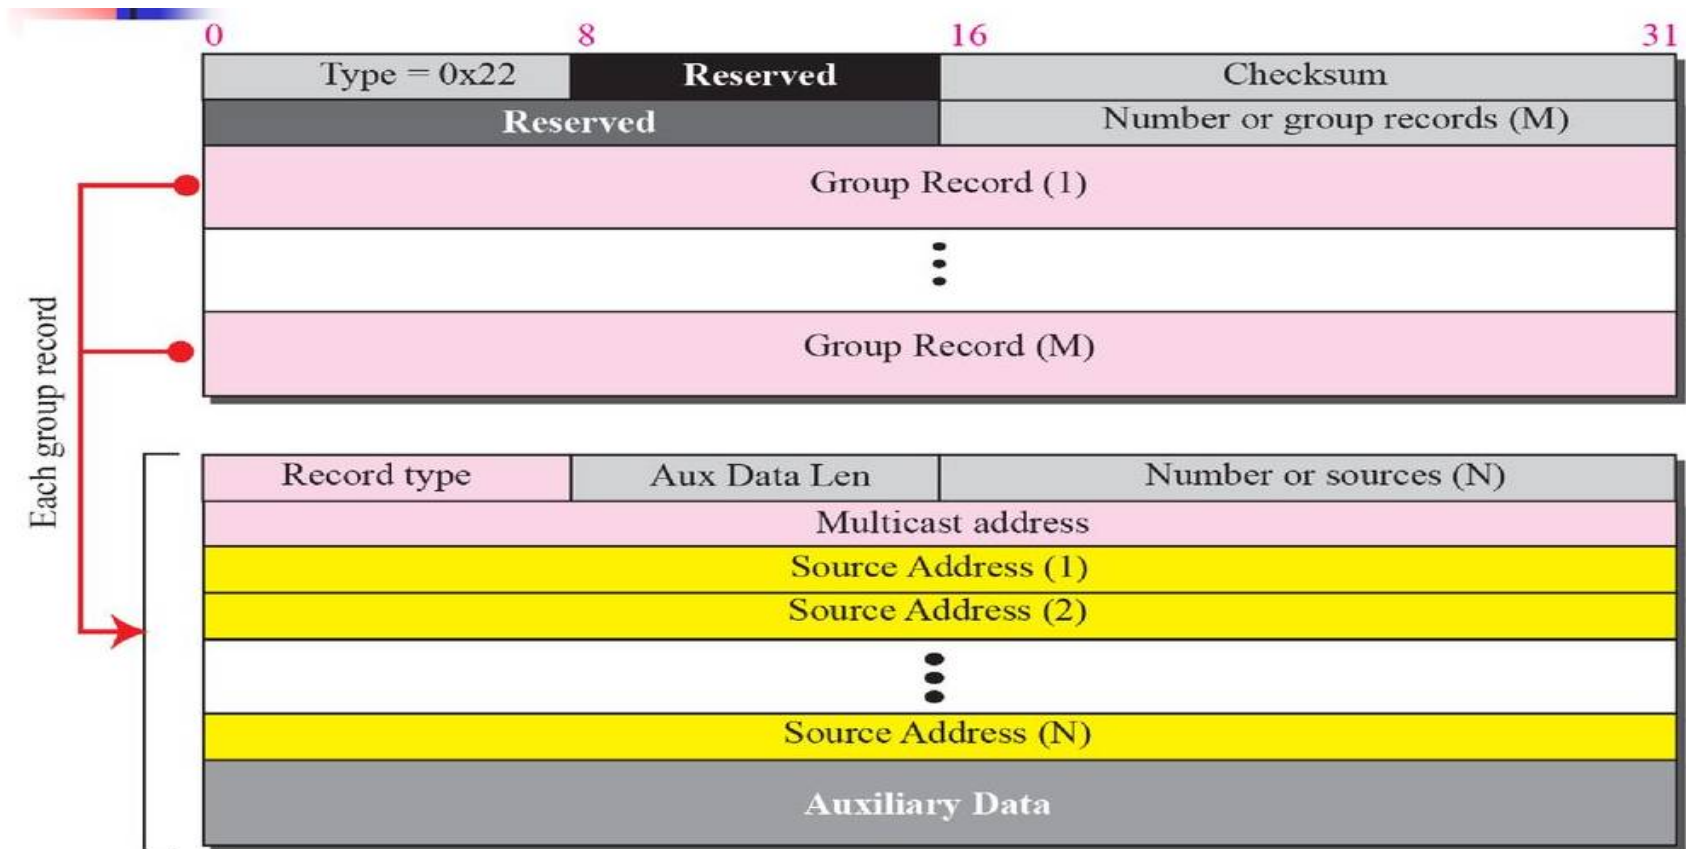 0 8 16 31
Type = 0x22 Reserved Checksum
Reserved Number or group records (M)
Group Record (1)
Group Record (M)
Each group record
Record type Aux Data Len Number or sources (N)
Multicast address
Source Address (1)
Source Address (2)
Source Address (N)
Auxiliary Data